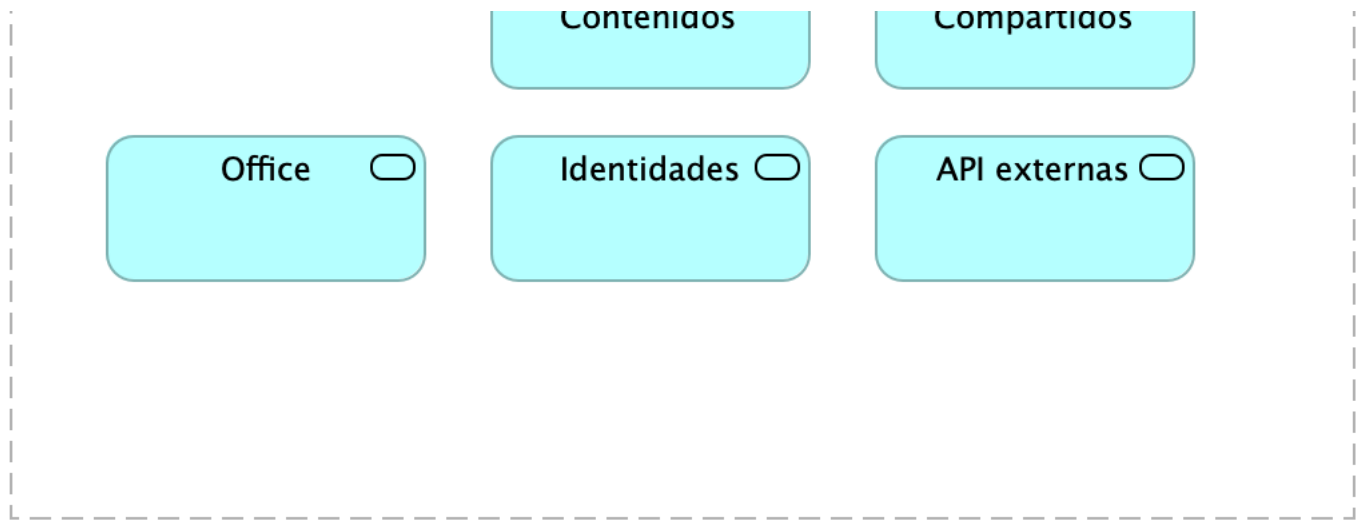 Contenidos
Compartidos
Office
Identidades
API externas